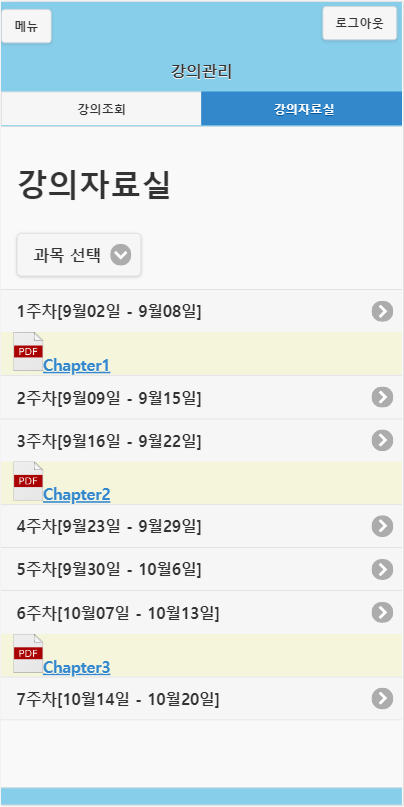 메뉴
로그아웃
강의관리
강의조회
강의자료실
강의자료실
과목 선택
1주차[9월02일 - 9월08일]
PDF Chapter1
2주차[9월09일 - 9월15일]
3주차[9월16일 - 9월22일]
PDF Chapter2
4주차[9월23일 - 9월29일]
5주차[9월30일 - 10월6일]
6주차[10월07일 - 10월13일]
PDF Chapter3
7주차[10월14일 - 10월20일]